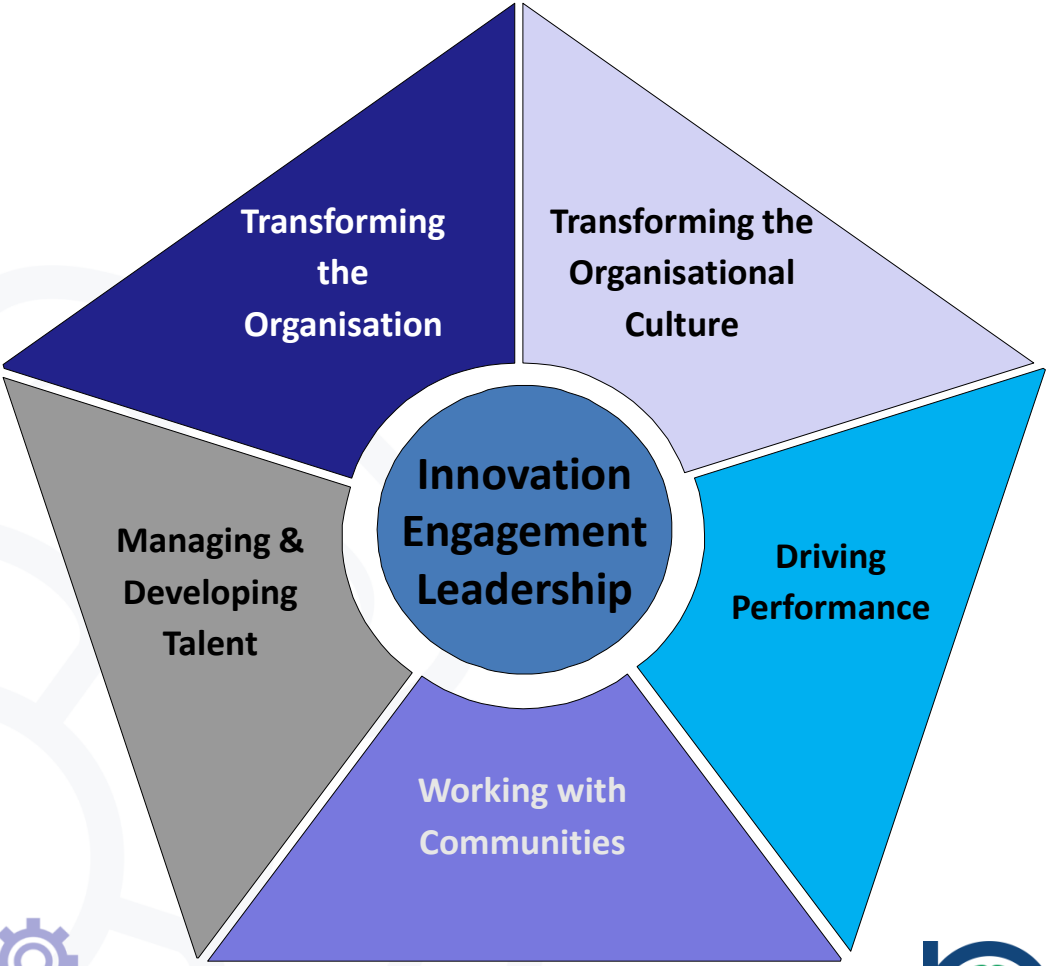 Transforming
the
Organisation
Transforming the
Organisational
Culture
Innovation
Engagement
Leadership
Managing &
Developing
Talent
Driving
Performance
Working with
Communities